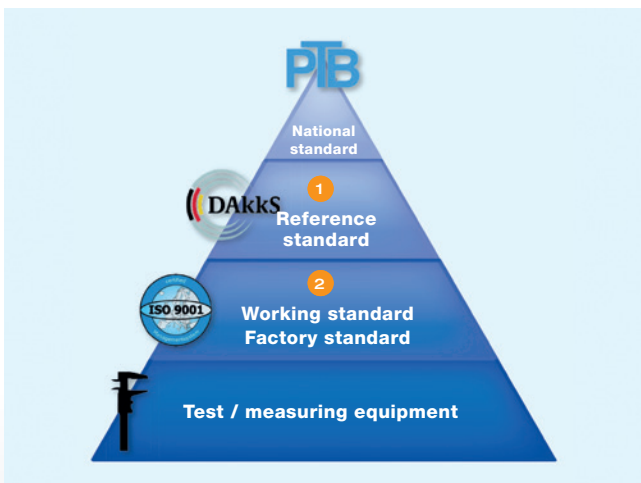 PTB
National
standard
1
DAkkS
Reference
standard
2
ISO 9001
Working standard
Factory standard
Test / measuring equipment